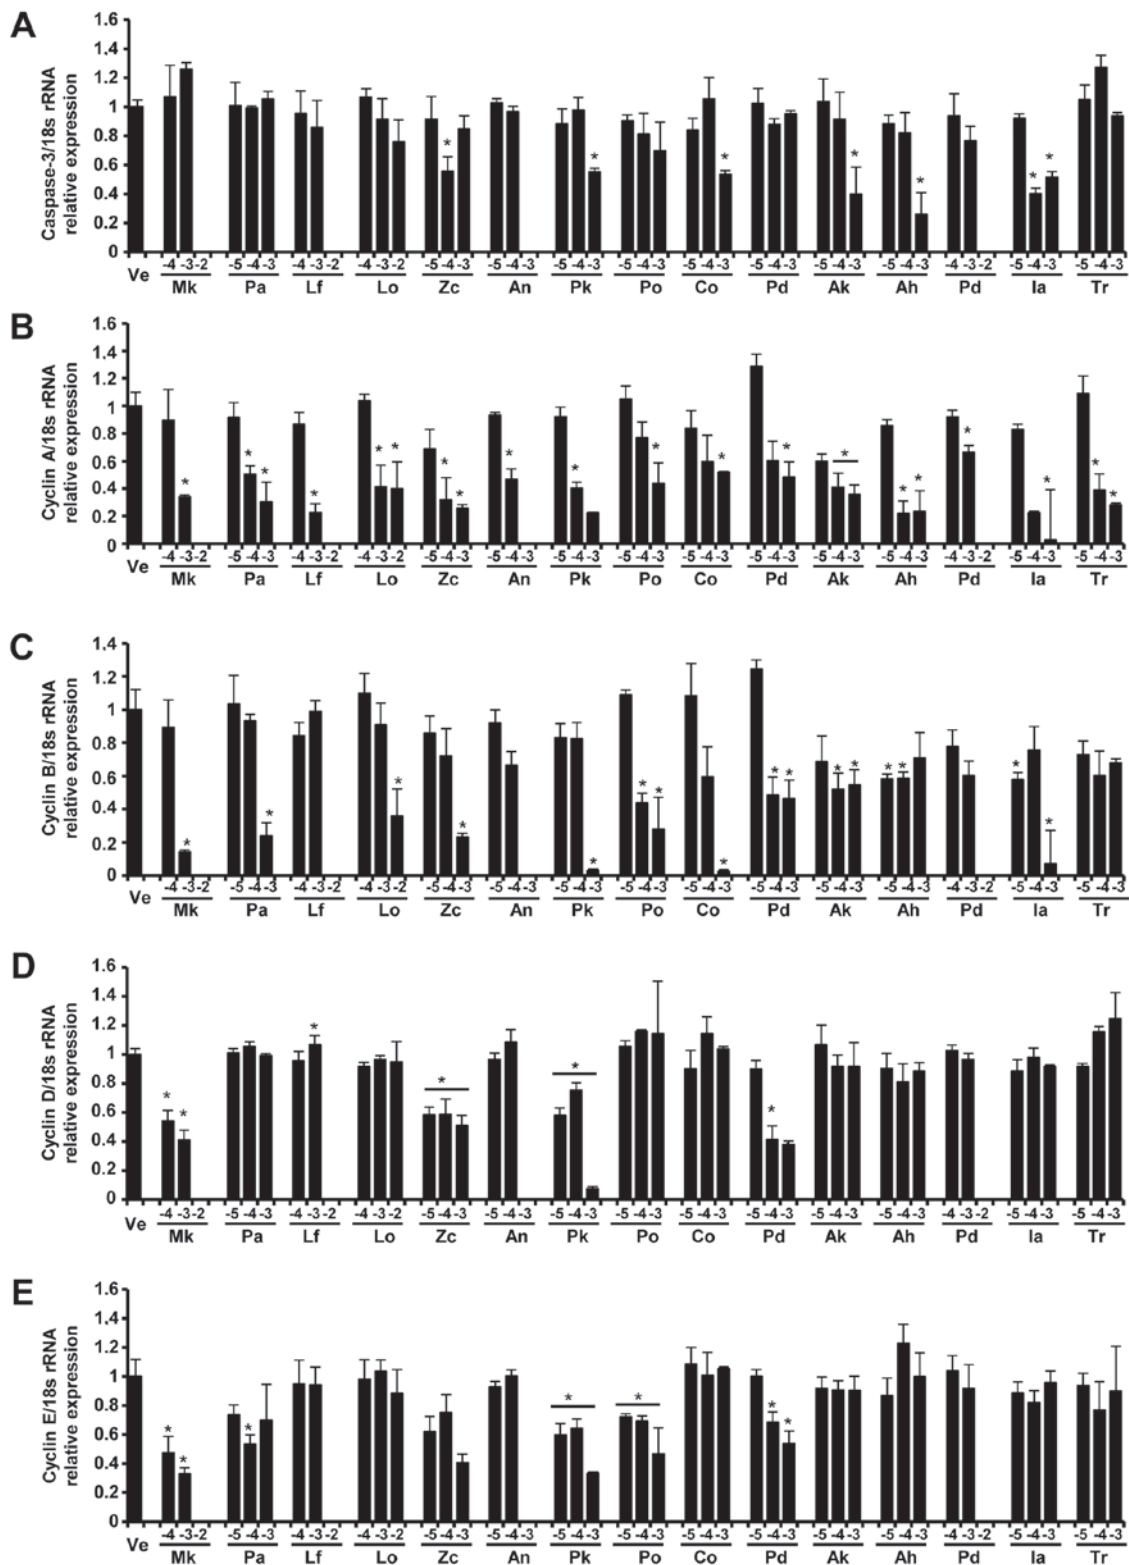 A
Caspase-3/18s rRNA
relative expression
1.6
1.4
1.2
1
0.8
0.6
0.4
0.2
0
* * * * * * *
-4 -3 -2 -5 -4 -3 -4 -3 -2 -4 -3 -2 -5 -4 -3 -5 -4 -3 -5 -4 -3 -5 -4 -3 -5 -4 -3 -5 -4 -3 -5 -4 -3 -5 -4 -3 -4 -3 -2 -5 -4 -3 -5 -4 -3
Ve Mk Pa Lf Lo Zc An Pk Po Co Pd Ak Ah Pd Ia Tr
B
Cyclin A/18s rRNA
relative expression
1.6
1.4
1.2
1
0.8
0.6
0.4
0.2
0
* * * * * * * * * * * * * * * * * * *
-4 -3 -2 -5 -4 -3 -4 -3 -2 -4 -3 -2 -5 -4 -3 -5 -4 -3 -5 -4 -3 -5 -4 -3 -5 -4 -3 -5 -4 -3 -5 -4 -3 -5 -4 -3 -4 -3 -2 -5 -4 -3 -5 -4 -3
Ve Mk Pa Lf Lo Zc An Pk Po Co Pd Ak Ah Pd Ia Tr
C
Cyclin B/18s rRNA
relative expression
1.4
1.2
1
0.8
0.6
0.4
0.2
0
* * * * * * * * * * * * * * * *
-4 -3 -2 -5 -4 -3 -4 -3 -2 -4 -3 -2 -5 -4 -3 -5 -4 -3 -5 -4 -3 -5 -4 -3 -5 -4 -3 -5 -4 -3 -5 -4 -3 -5 -4 -3 -4 -3 -2 -5 -4 -3 -5 -4 -3
Ve Mk Pa Lf Lo Zc An Pk Po Co Pd Ak Ah Pd Ia Tr
D
Cyclin D/18s rRNA
relative expression
1.6
1.4
1.2
1
0.8
0.6
0.4
0.2
0
* * * * * *
-4 -3 -2 -5 -4 -3 -4 -3 -2 -4 -3 -2 -5 -4 -3 -5 -4 -3 -5 -4 -3 -5 -4 -3 -5 -4 -3 -5 -4 -3 -5 -4 -3 -5 -4 -3 -4 -3 -2 -5 -4 -3 -5 -4 -3
Ve Mk Pa Lf Lo Zc An Pk Po Co Pd Ak Ah Pd Ia Tr
E
Cyclin E/18s rRNA
relative expression
1.6
1.4
1.2
1
0.8
0.6
0.4
0.2
0
* * * * * * *
-4 -3 -2 -5 -4 -3 -4 -3 -2 -4 -3 -2 -5 -4 -3 -5 -4 -3 -5 -4 -3 -5 -4 -3 -5 -4 -3 -5 -4 -3 -5 -4 -3 -5 -4 -3 -4 -3 -2 -5 -4 -3 -5 -4 -3
Ve Mk Pa Lf Lo Zc An Pk Po Co Pd Ak Ah Pd Ia Tr